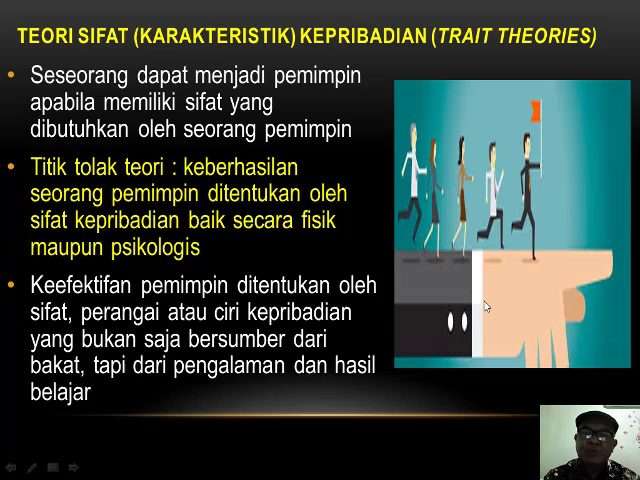 TEORI SIFAT (KARAKTERISTIK) KEPRIBADIAN (TRAIT THEORIES)
• Seseorang dapat menjadi pemimpin
apabila memiliki sifat yang
dibutuhkan oleh seorang pemimpin
• Titik tolak teori : keberhasilan
seorang pemimpin ditentukan oleh
sifat kepribadian baik secara fisik
maupun psikologis
• Keefektifan pemimpin ditentukan oleh
sifat, perangai atau ciri kepribadian
yang bukan saja bersumber dari
bakat, tapi dari pengalaman dan hasil
belajar